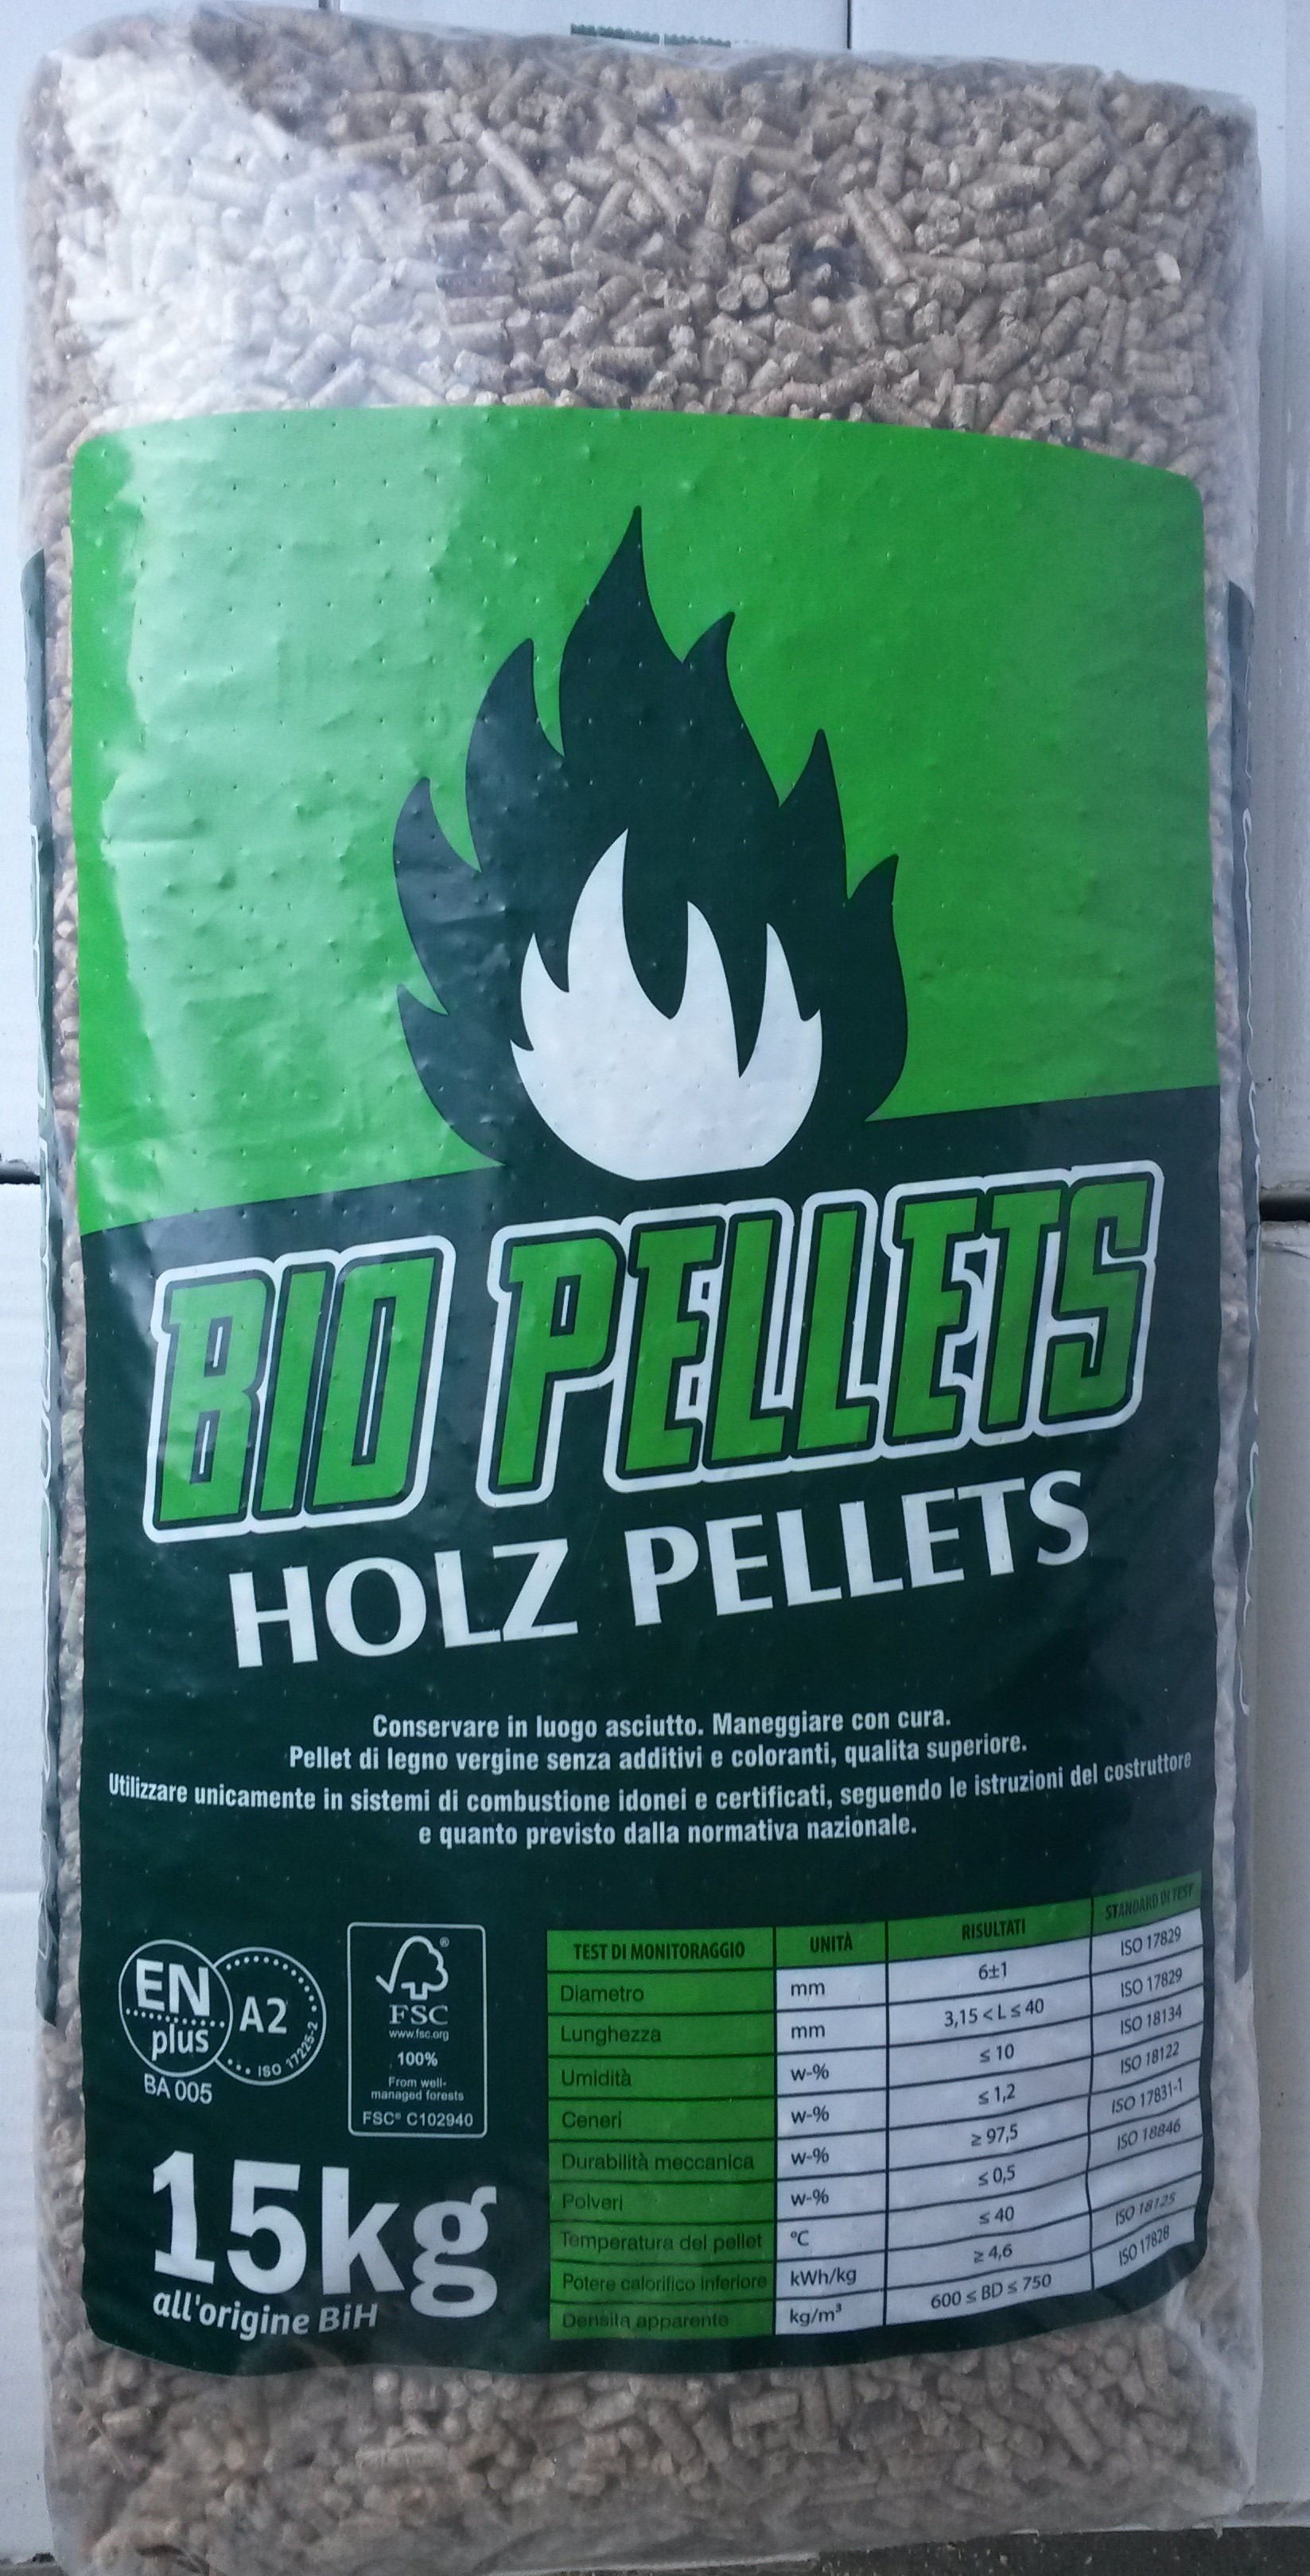 BIO PELLETS
HOLZ PELLETS
Conservare in luogo asciutto. Maneggiare con cura.
Pellet di legno vergine senza additivi e coloranti, qualita superiore.
Utilizzare unicamente in sistemi di combustione idonei e certificati, seguendo le istruzioni del costruttore
e quanto previsto dalla normativa nazionale.
EN plus A2 ISO 17225-2
BA 005
FSC®
www.fsc.org
100%
From well-
managed forests
FSC® C102940
15kg
all'origine BiH
TEST DI MONITORAGGIO UNITÀ RISULTATI STANDARD DI TEST
Diametro mm 6±1 ISO 17829
Lunghezza mm 3,15 < L ≤ 40 ISO 17829
Umidità w-% ≤ 10 ISO 18134
Ceneri w-% ≤ 1,2 ISO 18122
Durabilità meccanica w-% ≥ 97,5 ISO 17831-1
Polveri w-% ≤ 0,5 ISO 18846
Temperatura del pellet °C ≤ 40
Potere calorifico inferiore kWh/kg ≥ 4,6 ISO 18125
Densita apparente kg/m³ 600 ≤ BD ≤ 750 ISO 17828